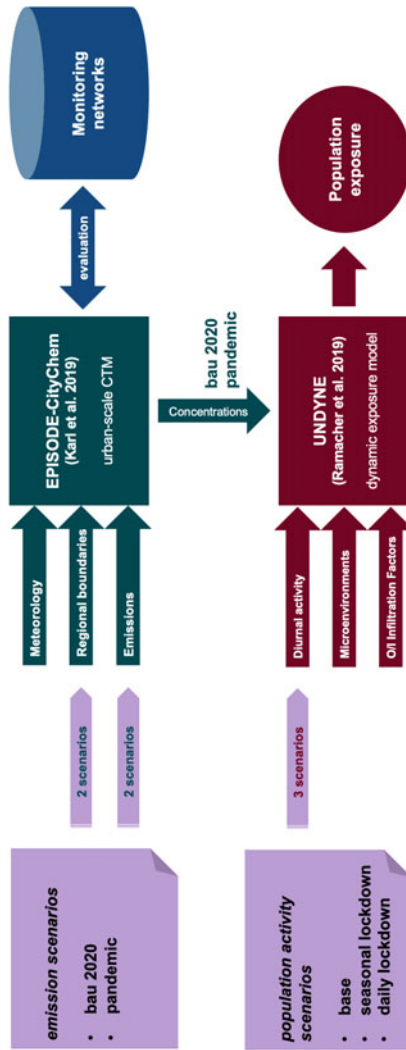 emission scenarios
• bau 2020
• pandemic
2 scenarios
2 scenarios
Meteorology
Regional boundaries
Emissions
EPISODE-CityChem
(Karl et al. 2019)
urban-scale CTM
evaluation
Monitoring
networks
Concentrations
bau 2020
pandemic
population activity
scenarios
• base
• seasonal lockdown
• daily lockdown
3 scenarios
Diurnal activity
Microenvironments
O/I Infiltration Factors
UNDYNE
(Ramacher et al. 2019)
dynamic exposure model
Population
exposure